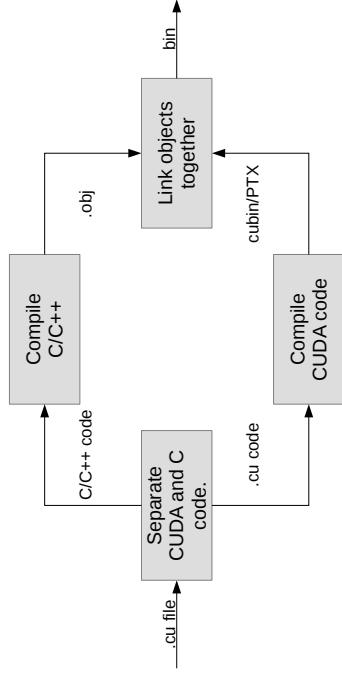 .cu file
Separate
CUDA and C
code.
C/C++ code
Compile
C/C++
.obj
.cu code
Compile
CUDA code
cubin/PTX
Link objects
together
bin